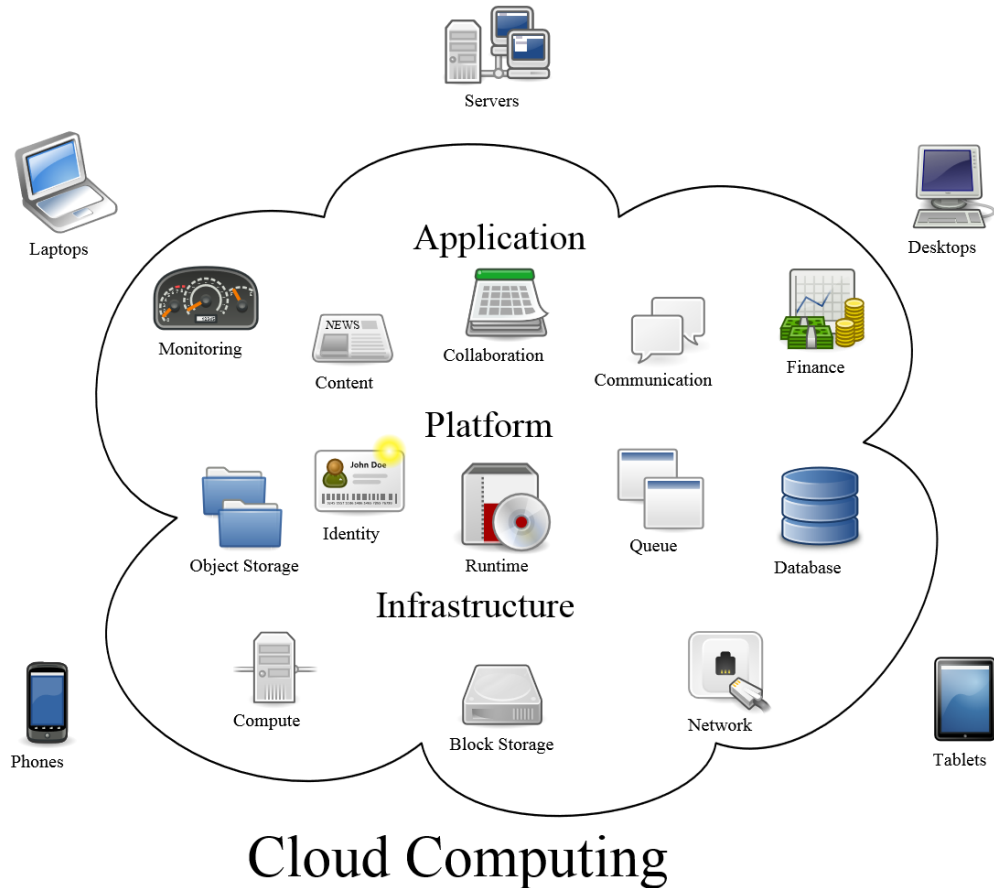 Servers
Laptops
Desktops
Application
Monitoring
NEWS
Content
Collaboration
Communication
Finance
Platform
Object Storage
John Doe
Identity
Runtime
Queue
Database
Infrastructure
Compute
Block Storage
Network
Phones
Tablets
Cloud Computing